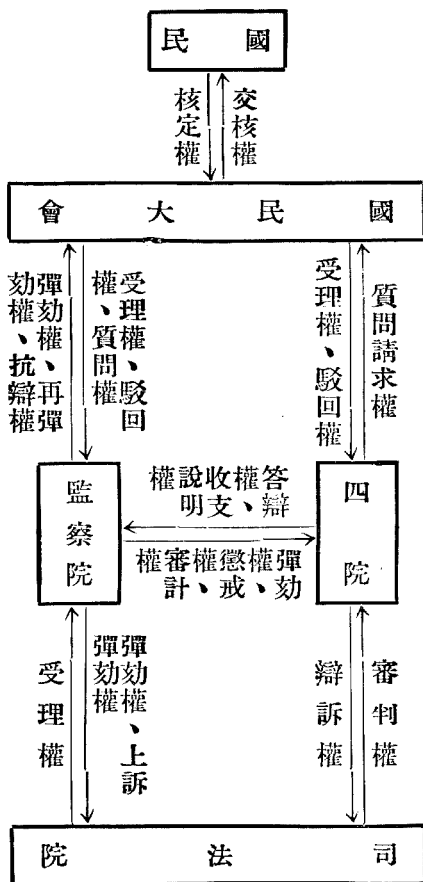 國民
交核權
核定權
國民大會
質問請求權
受理權、駁回權
受理權、駁回
權、質問權
彈劾權、再彈
劾權、抗辯權
四院
答辯權、收支說明權
彈劾權、懲戒權、審計權
監察院
審判權
辯訴權
彈劾權、上訴
彈劾權
受理權
司法院